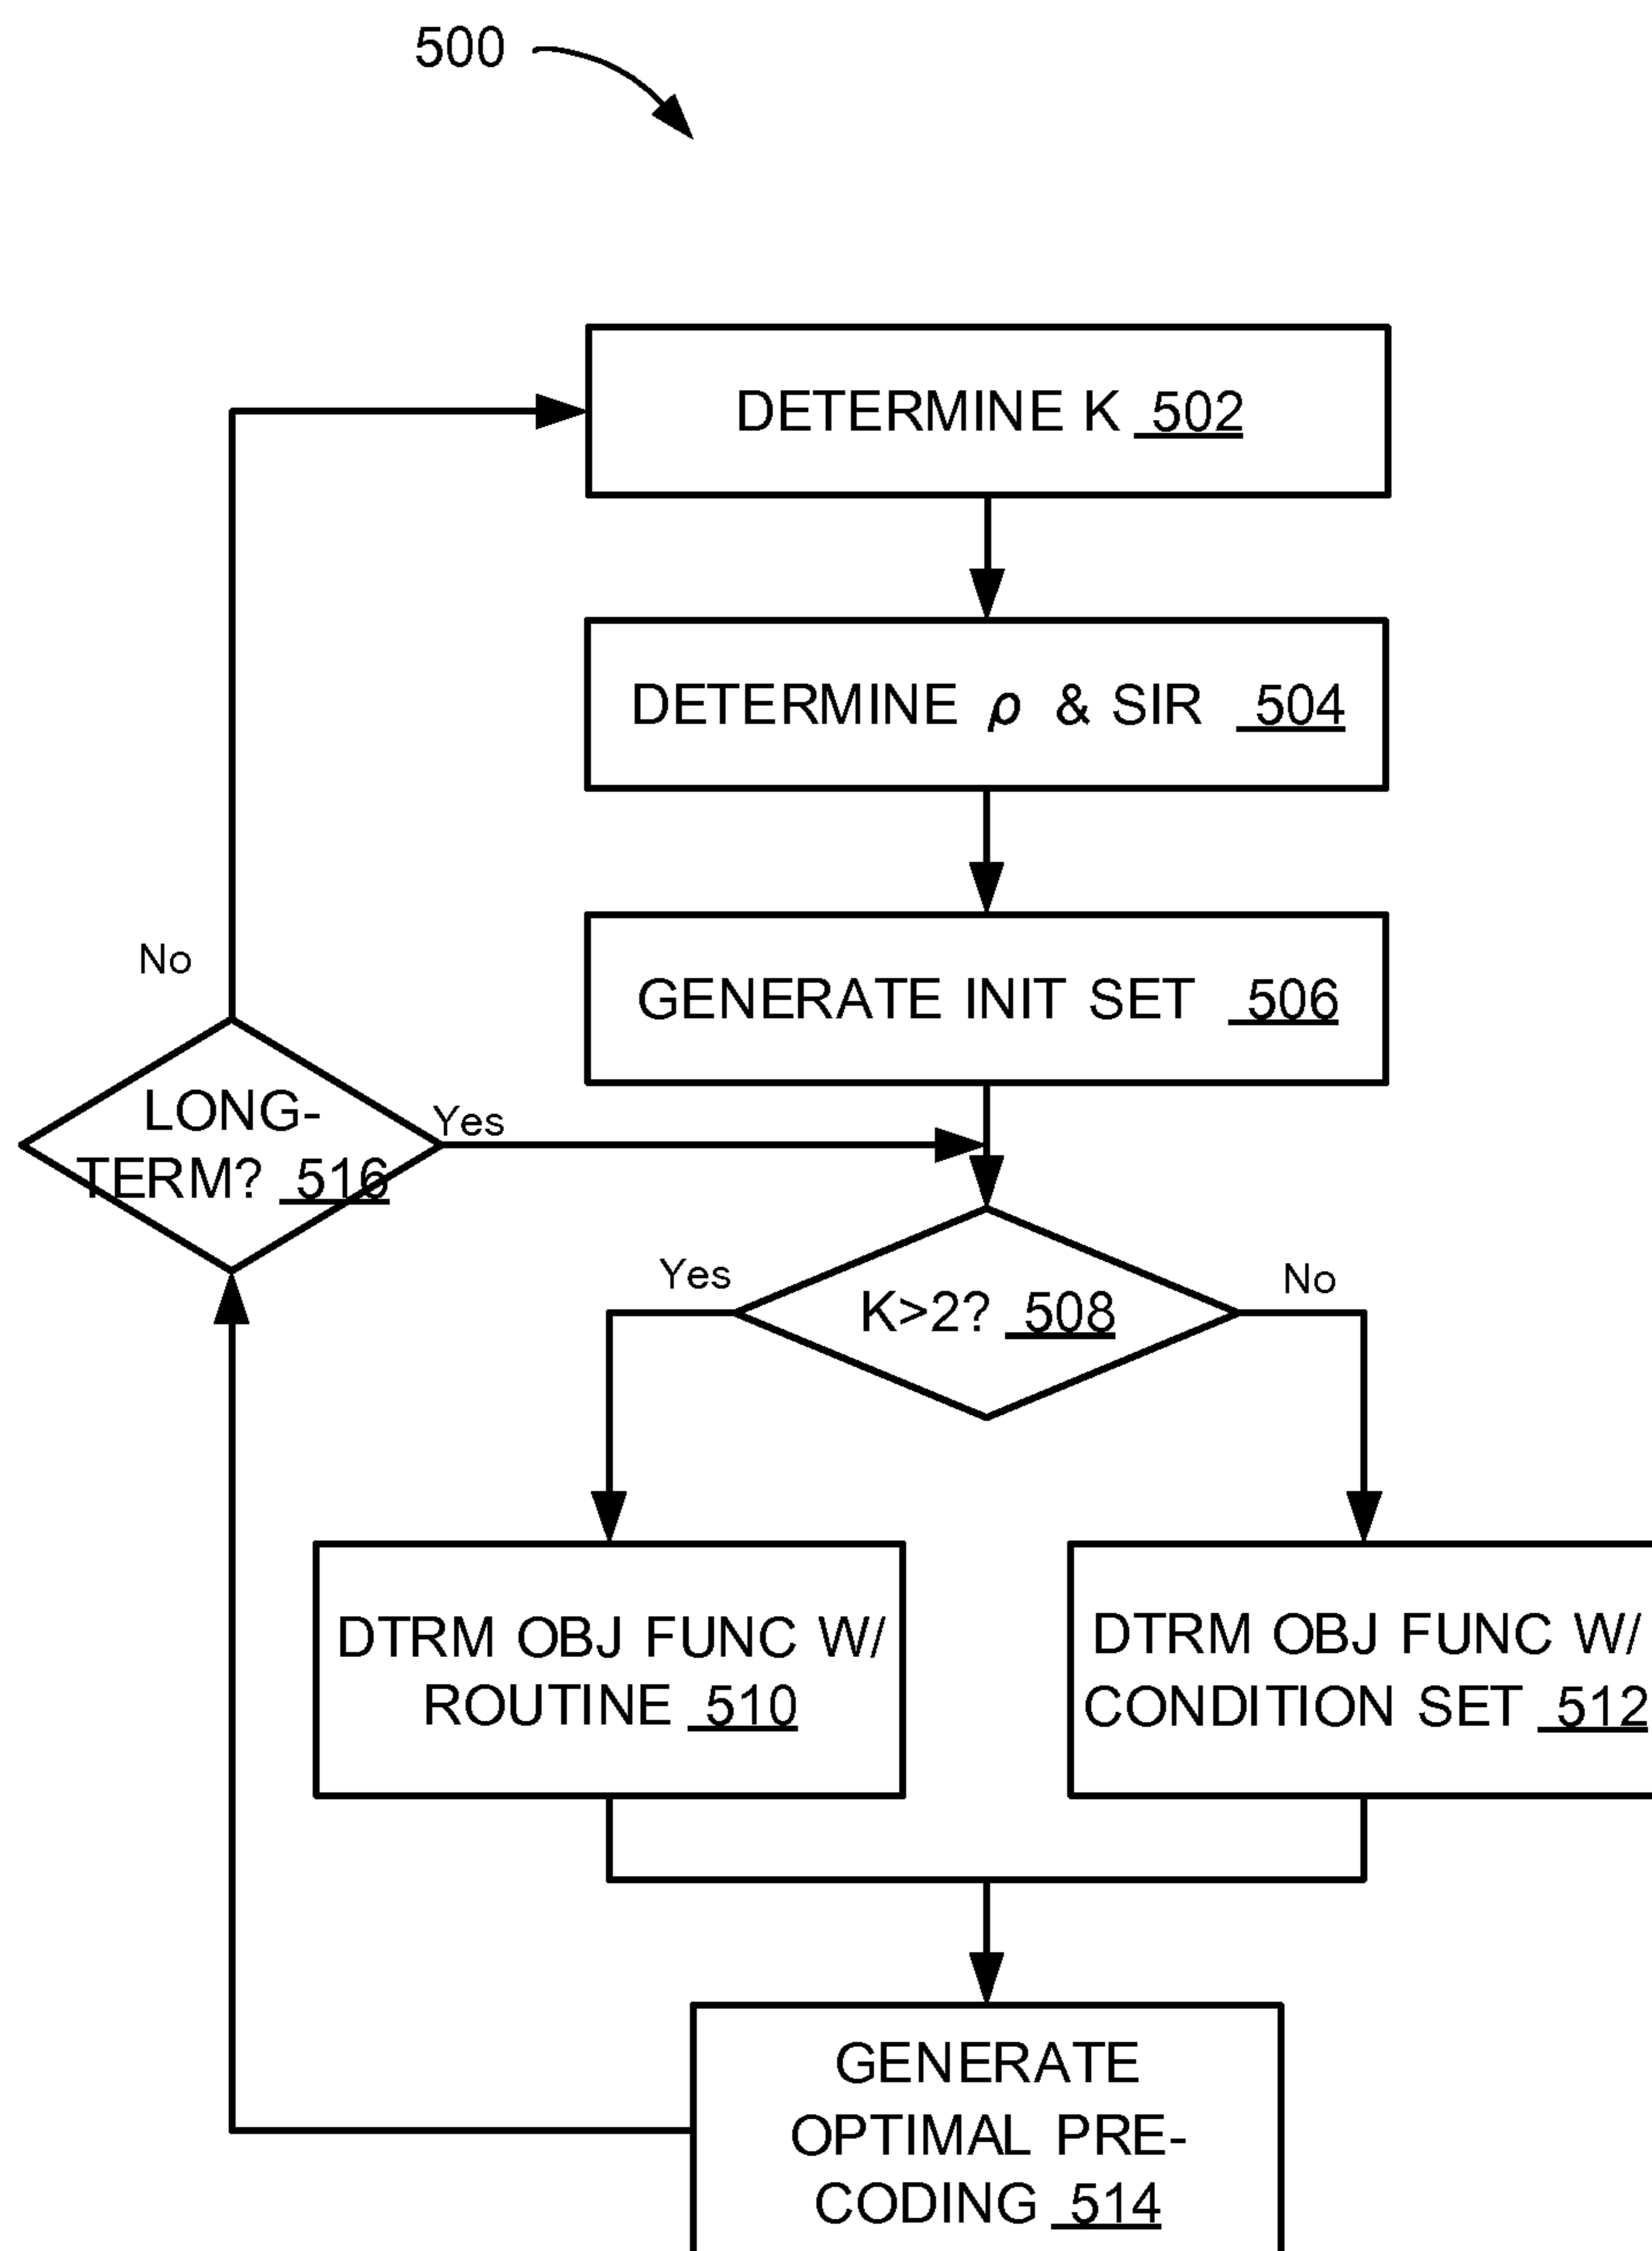 500
DETERMINE K 502
DETERMINE ρ & SIR 504
GENERATE INIT SET 506
No
LONG-
TERM? 516
Yes
K>2? 508
Yes
No
DTRM OBJ FUNC W/
ROUTINE 510
DTRM OBJ FUNC W/
CONDITION SET 512
GENERATE
OPTIMAL PRE-
CODING 514